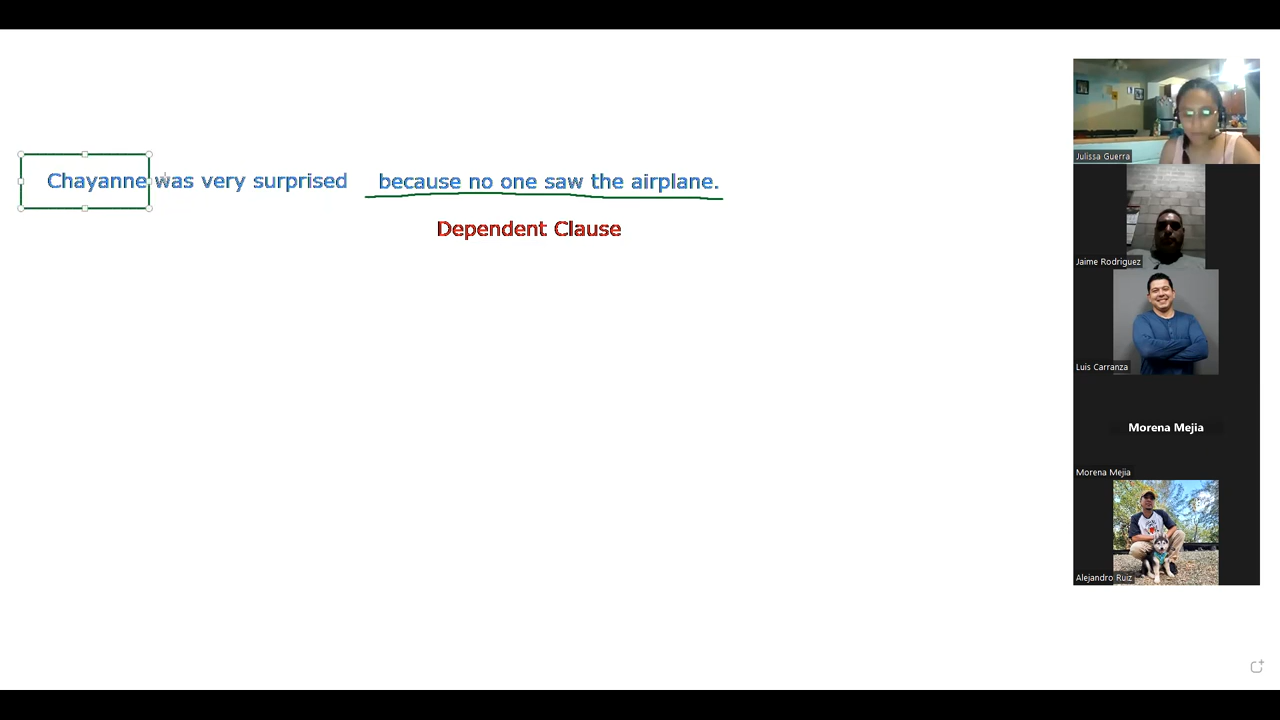 Chayanne was very surprised because no one saw the airplane.
Dependent Clause
Julissa Guerra
Jaime Rodriguez
Luis Carranza
Morena Mejia
Morena Mejia
Alejandro Ruiz